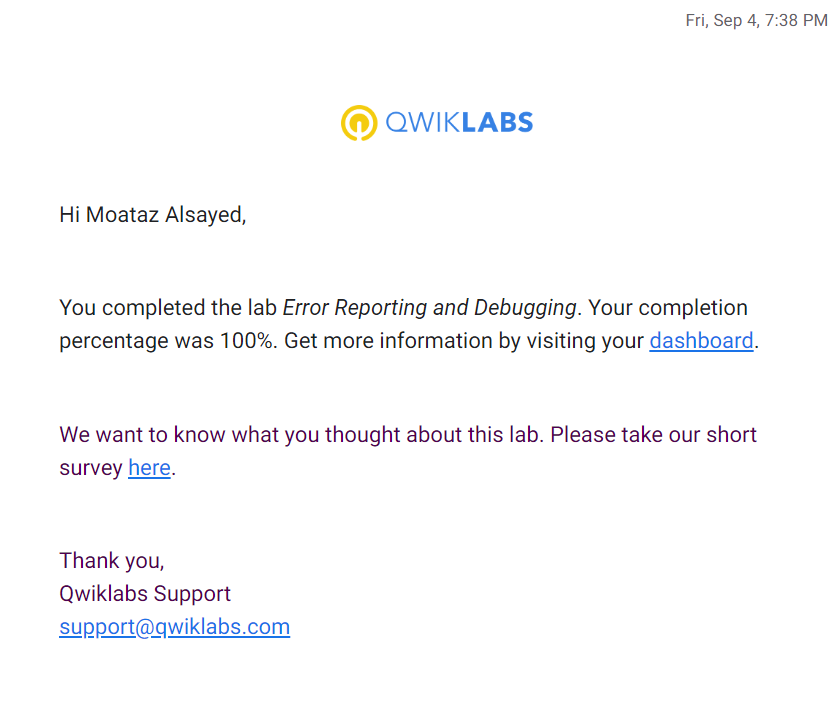 Fri, Sep 4, 7:38 PM
QWIKLABS
Hi Moataz Alsayed,
You completed the lab Error Reporting and Debugging. Your completion
percentage was 100%. Get more information by visiting your dashboard.
We want to know what you thought about this lab. Please take our short
survey here.
Thank you,
Qwiklabs Support
support@qwiklabs.com